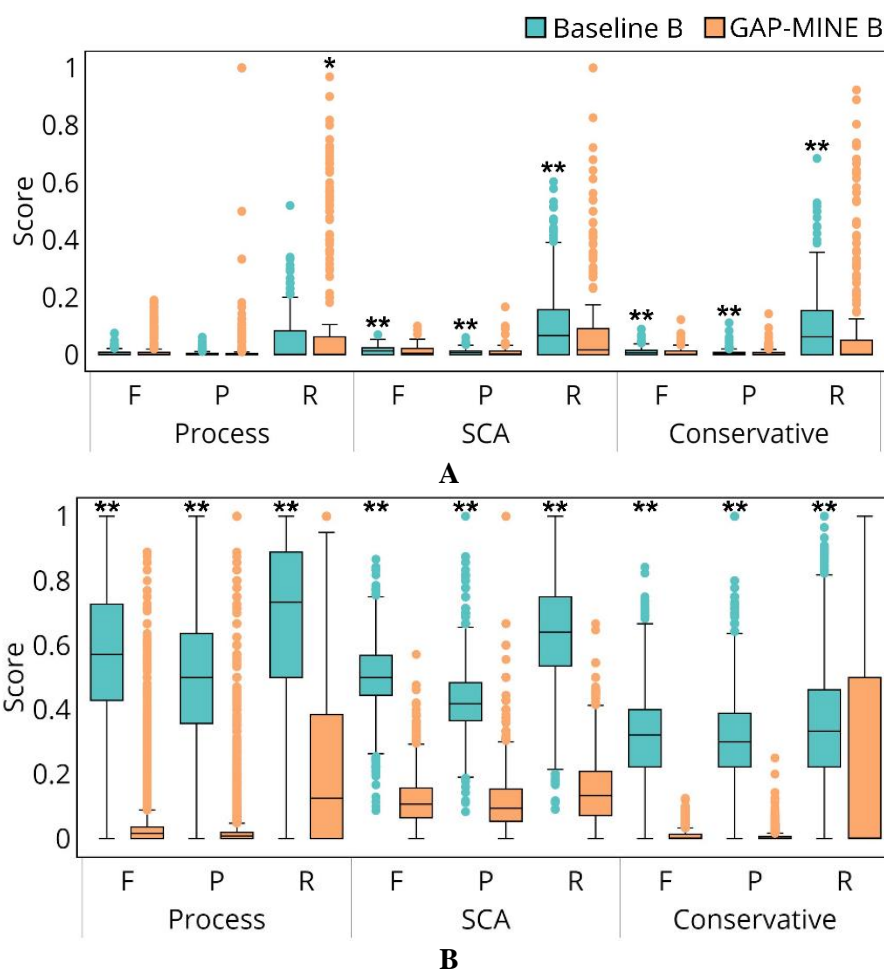 Baseline B GAP-MINE B
*
1
0.8
**
**
0.6
Score
0.4
** ** ** **
0.2
0
F P R F P R F P R
Process SCA Conservative
A
** ** ** ** ** ** ** ** **
1
0.8
0.6
Score
0.4
0.2
0
F P R F P R F P R
Process SCA Conservative
B